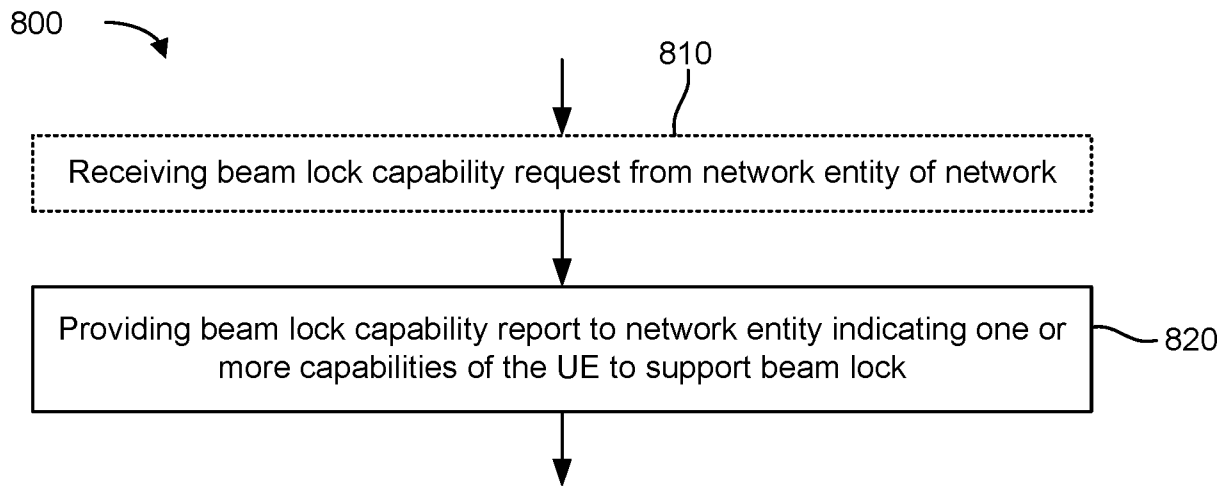 800
810
Receiving beam lock capability request from network entity of network
Providing beam lock capability report to network entity indicating one or
more capabilities of the UE to support beam lock
820